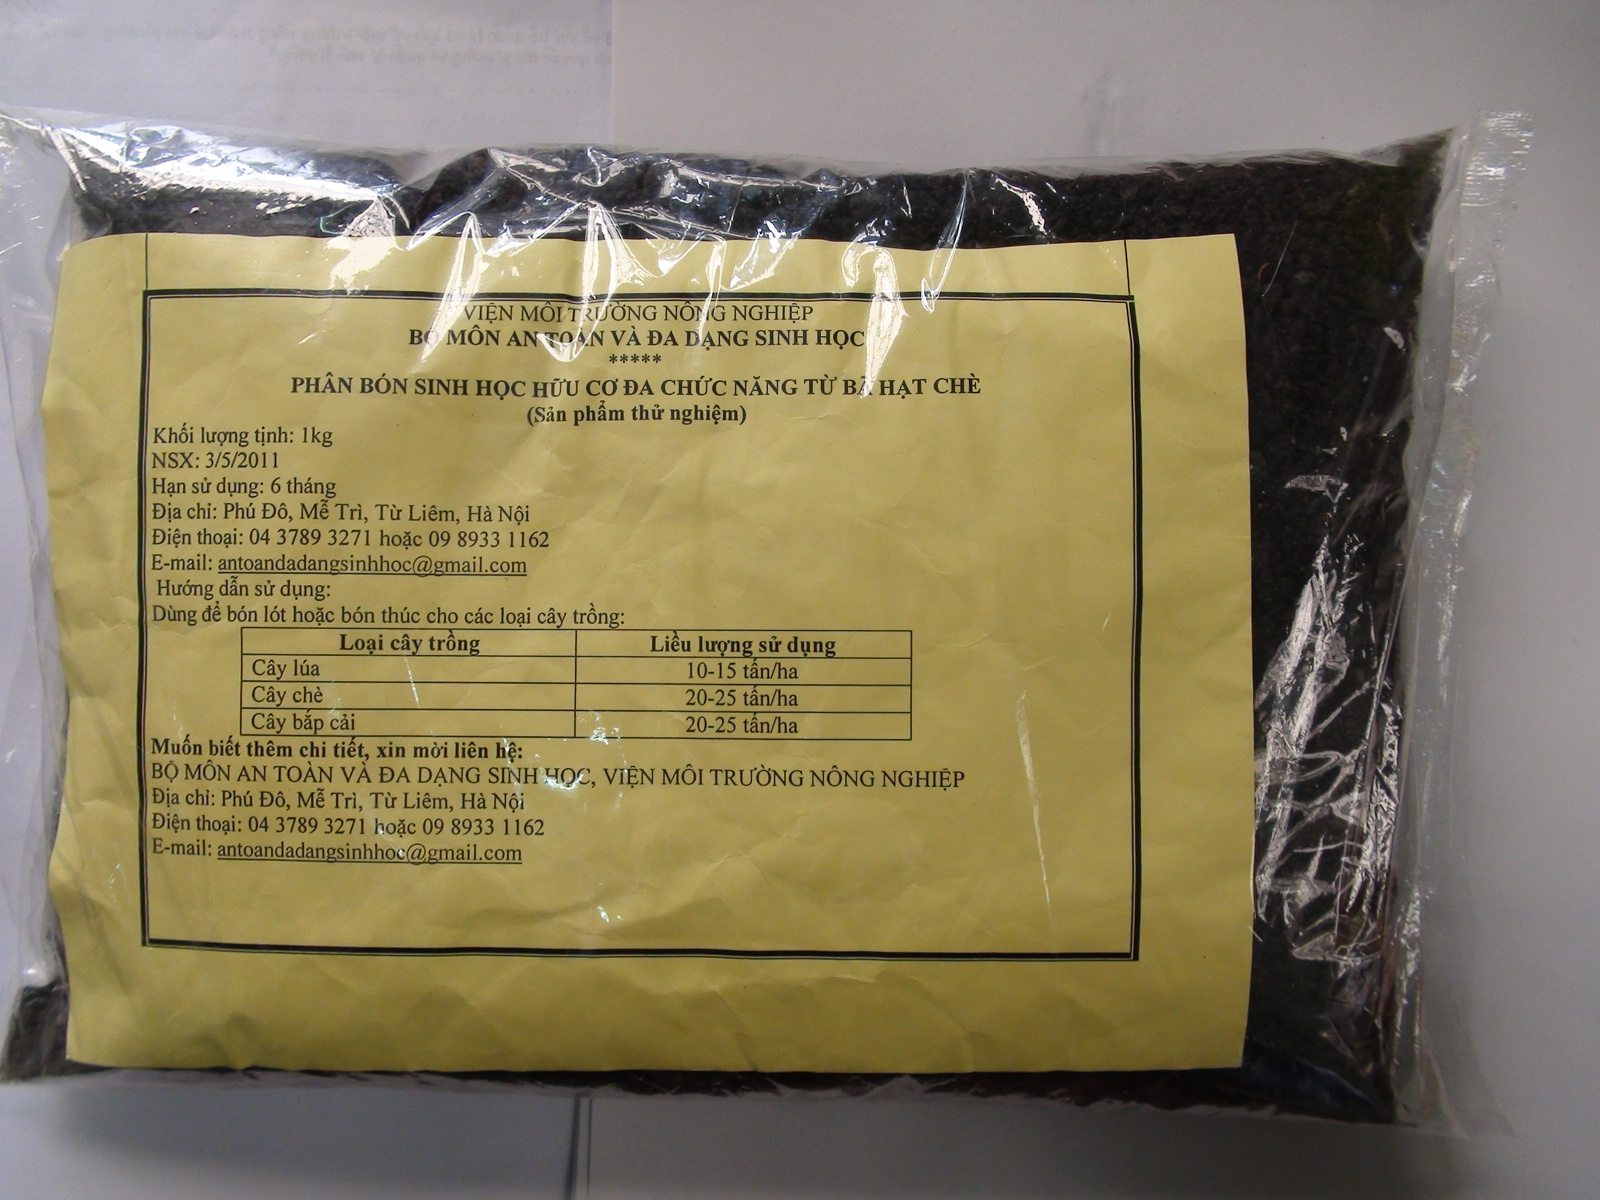 VIỆN MÔI TRƯỜNG NÔNG NGHIỆP
BỘ MÔN AN TOÀN VÀ ĐA DẠNG SINH HỌC
*****
PHÂN BÓN SINH HỌC HỮU CƠ ĐA CHỨC NĂNG TỪ BÃ HẠT CHÈ
(Sản phẩm thử nghiệm)
Khối lượng tịnh: 1kg
NSX: 3/5/2011
Hạn sử dụng: 6 tháng
Địa chỉ: Phú Đô, Mễ Trì, Từ Liêm, Hà Nội
Điện thoại: 04 3789 3271 hoặc 09 8933 1162
E-mail: antoandadangsinhhoc@gmail.com
Hướng dẫn sử dụng:
Dùng để bón lót hoặc bón thúc cho các loại cây trồng:
Loại cây trồng Liều lượng sử dụng
Cây lúa 10-15 tấn/ha
Cây chè 20-25 tấn/ha
Cây bắp cải 20-25 tấn/ha
Muốn biết thêm chi tiết, xin mời liên hệ:
BỘ MÔN AN TOÀN VÀ ĐA DẠNG SINH HỌC, VIỆN MÔI TRƯỜNG NÔNG NGHIỆP
Địa chỉ: Phú Đô, Mễ Trì, Từ Liêm, Hà Nội
Điện thoại: 04 3789 3271 hoặc 09 8933 1162
E-mail: antoandadangsinhhoc@gmail.com